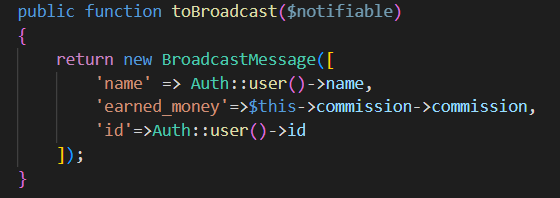 public function toBroadcast($notifiable)
{
    return new BroadcastMessage([
        'name' => Auth::user()->name,
        'earned_money'=>$this->commission->commission,
        'id'=>Auth::user()->id
    ]);
}